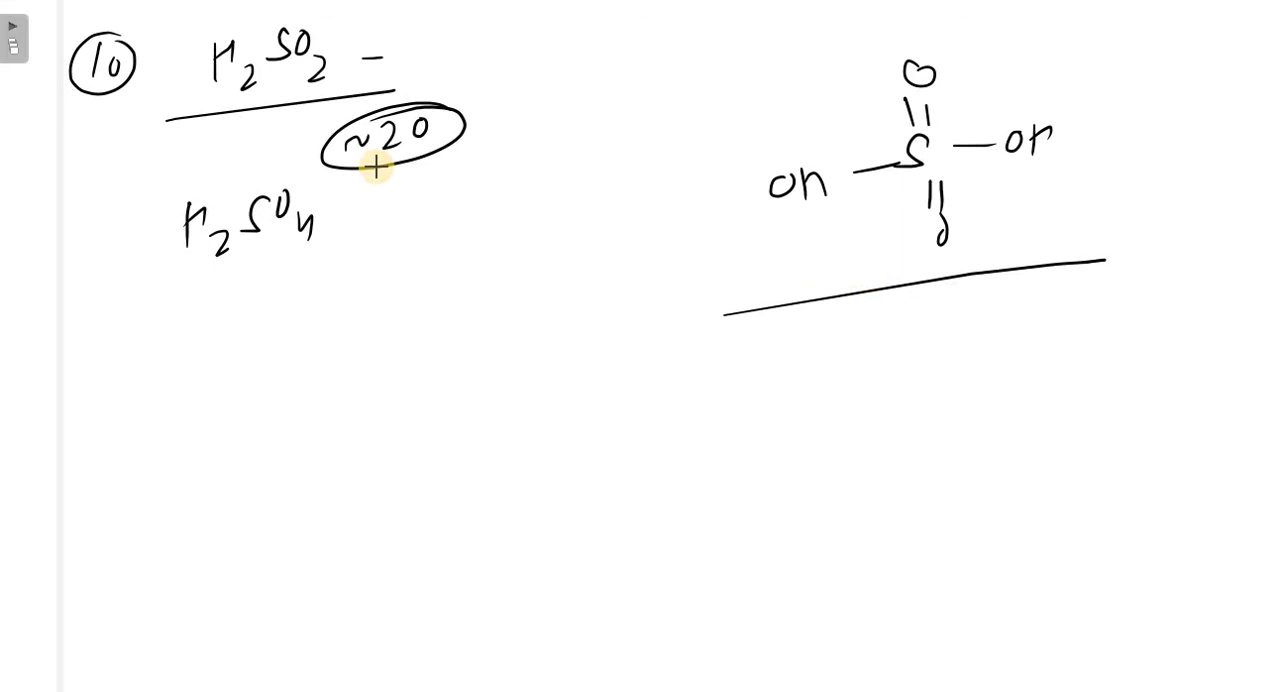 10 H2SO2 -
~20
H2SO4
O
||
OH — S — OH
||
O